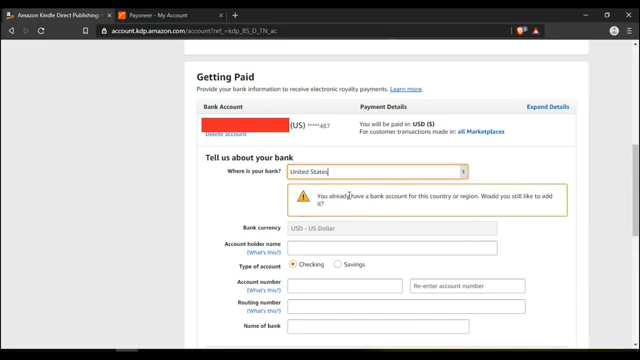 Amazon Kindle Direct Publishing:
Payoneer - My Account
account.kdp.amazon.com/account?ref_=kdp_BS_D_TN_ac
Getting Paid
Provide your bank information to receive electronic royalty payments. Learn more.
Bank Account
Payment Details
Expand Details
(US) *****487
You will be paid in: USD ($)
For customer transactions made in: all Marketplaces
Delete account
Tell us about your bank
Where is your bank?
United States
You already have a bank account for this country or region. Would you still like to add
it?
Bank currency
USD - US Dollar
Account holder name
(What's this?)
Type of account
Checking
Savings
Account number
(What's this?)
Re-enter account number
Routing number
(What's this?)
Name of bank